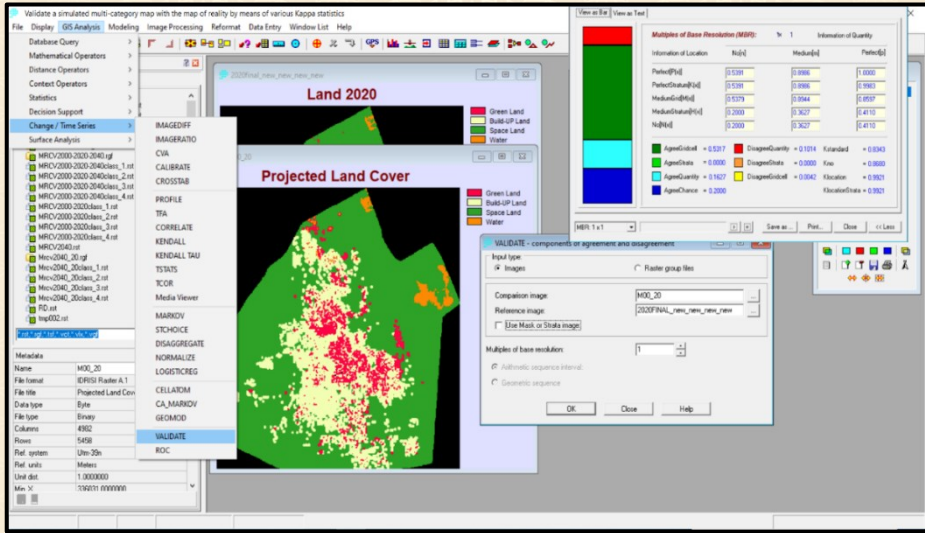 Validate a simulated multi-category map with the map of reality by means of various Kappa statistics
File Display GIS Analysis Modeling Image Processing Reformat Data Entry Window List Help
Database Query
Mathematical Operators
Distance Operators
Context Operators
Statistics
Decision Support
Change / Time Series
Surface Analysis
IMAGEDIFF
IMAGERATIO
CVA
CALIBRATE
CROSSTAB
PROFILE
TFA
CORRELATE
KENDALL
KENDALL TAU
TSTATS
TCOR
Media Viewer
MARKOV
STCHOICE
DISAGGREGATE
NORMALIZE
LOGISTICREG
CELLATOM
CA_MARKOV
GEOMOD
VALIDATE
ROC
MRCV2000-2020-2040.rgf
MRCV2000-2020-2040class_1.rst
MRCV2000-2020-2040class_2.rst
MRCV2000-2020-2040class_3.rst
MRCV2000-2020-2040class_4.rst
MRCV2000-2020class_1.rst
MRCV2000-2020class_2.rst
MRCV2000-2020class_3.rst
MRCV2000-2020class_4.rst
MRCV2040.rst
Mrcv2040_20.rgf
Mrcv2040_20class_1.rst
Mrcv2040_20class_2.rst
Mrcv2040_20class_3.rst
Mrcv2040_20class_4.rst
RD.rst
tmp002.rst
Metadata
Name M00_20
File format IDRISI Raster A.1
File title Projected Land Cov
Data type Byte
File type Binary
Columns 4902
Rows 5458
Ref. system Utm-39n
Ref. units Meters
Unit dist. 1.0000000
Min X 336031.0000000
2020final_new_new_new_new
Land 2020
Green Land
Build-UP Land
Space Land
Water
Projected Land Cover
Green Land
Build-UP Land
Space Land
Water
View as Bar View as Text
Multiples of Base Resolution (MBR): 1x 1 Information of Quantity
Information of Location No[n] Medium[m] Perfect[p]
Perfect[P(x)] 0.5391 0.8986 1.0000
PerfectStratum[K(x)] 0.5391 0.8986 0.9983
MediumGrid[M(x)] 0.5379 0.8944 0.8597
MediumStratum[H(x)] 0.2000 0.3627 0.4110
No[N(x)] 0.2000 0.3627 0.4110
AgreeGridcell = 0.5317 DisagreeQuantity = 0.1014 Kstandard = 0.8343
AgreeStrata = 0.0000 DisagreeStrata = 0.0000 Kno = 0.8680
AgreeQuantity = 0.1627 DisagreeGridcell = 0.0042 Klocation = 0.9921
AgreeChance = 0.2000 KlocationStrata = 0.9921
MBR: 1 x 1 Save as ... Print... Close << Less
VALIDATE - components of agreement and disagreement
Input type:
Images Raster group files
Comparison image: M00_20
Reference image: 2020FINAL_new_new_new_new
Use Mask or Strata image:
Multiples of base resolution: 1
Arithmatic sequence interval:
Geometric sequence
OK Close Help